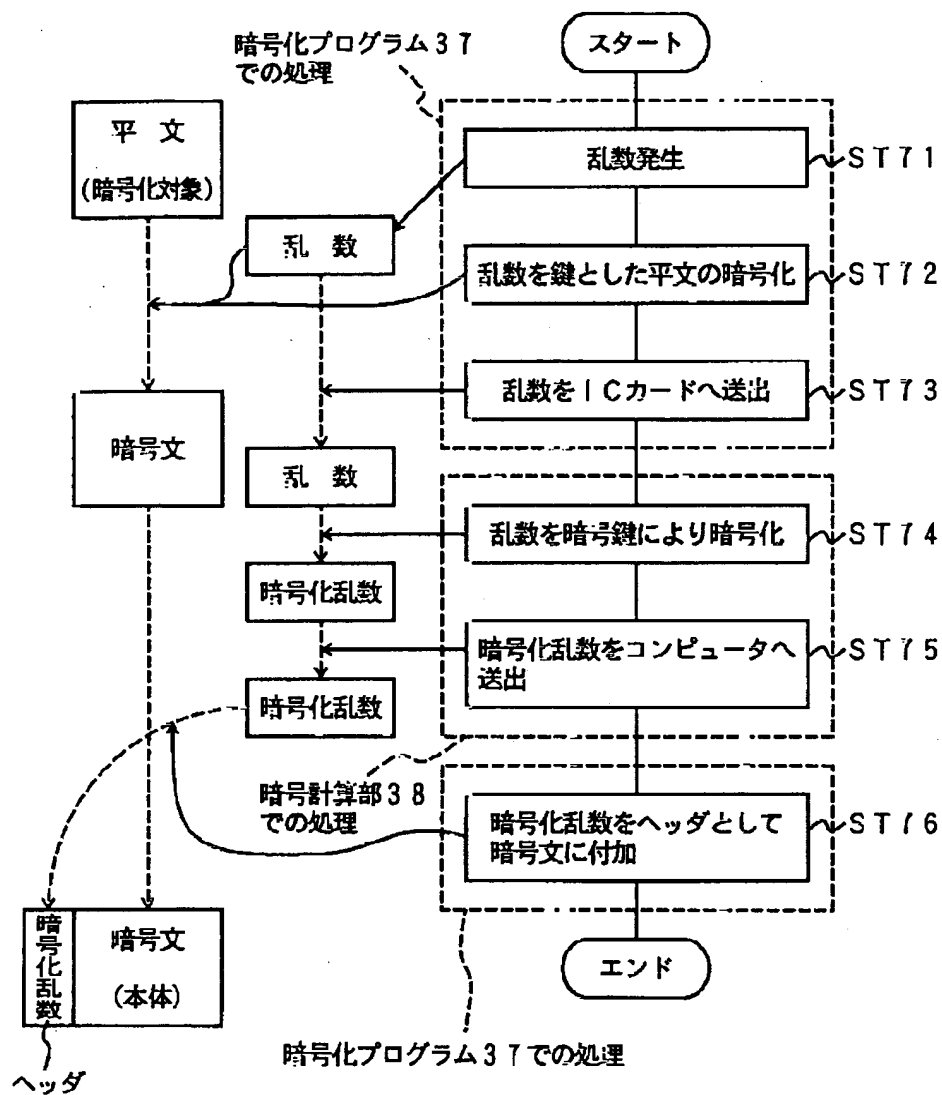 スタート
暗号化プログラム37
での処理
平 文
(暗号化対象)
乱数発生
ST71
乱 数
乱数を鍵とした平文の暗号化
ST72
乱数をICカードへ送出
ST73
暗号文
乱 数
乱数を暗号鍵により暗号化
ST74
暗号化乱数
暗号化乱数をコンピュータへ
送出
ST75
暗号化乱数
暗号計算部38
での処理
暗号化乱数をヘッダとして
暗号文に付加
ST76
暗号化乱数
暗号文
(本体)
エンド
暗号化プログラム37での処理
ヘッダ